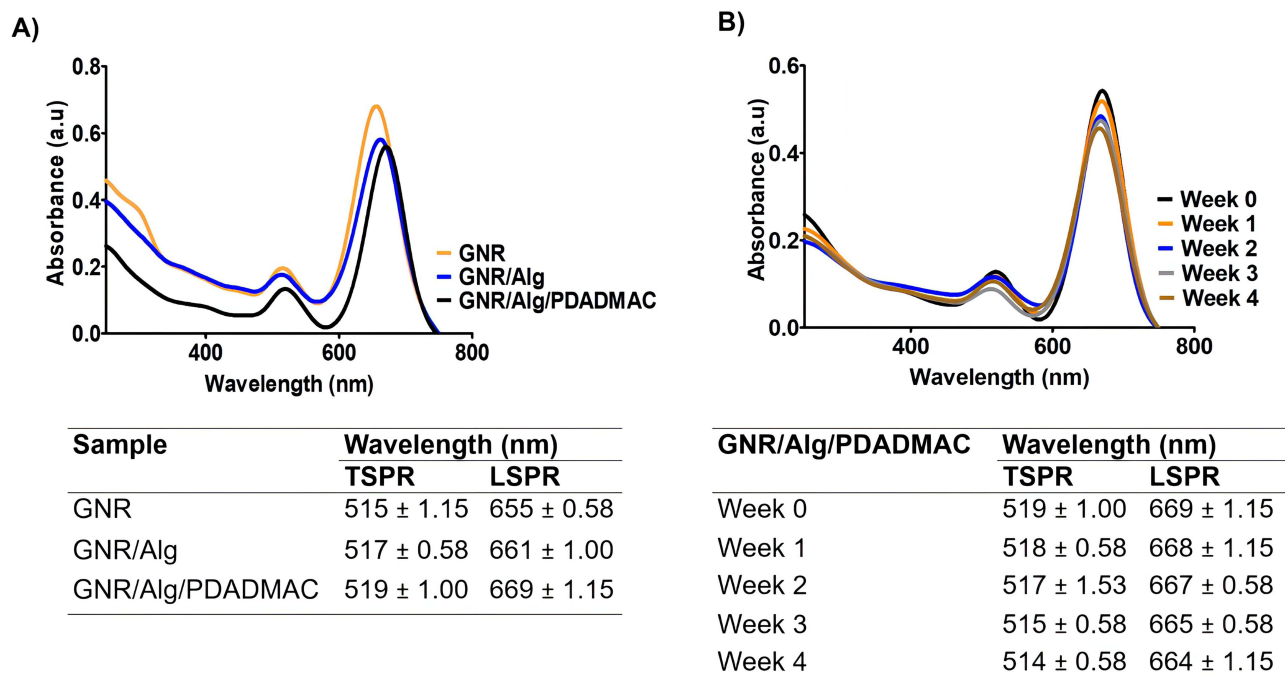 A)
Absorbance (a.u)
0.8
0.6
0.4
0.2
0.0
400
600
800
Wavelength (nm)
GNR
GNR/Alg
GNR/Alg/PDADMAC
Sample Wavelength (nm)
TSPR LSPR
GNR 515 ± 1.15 655 ± 0.58
GNR/Alg 517 ± 0.58 661 ± 1.00
GNR/Alg/PDADMAC 519 ± 1.00 669 ± 1.15
B)
Absorbance (a.u)
0.6
0.4
0.2
0.0
400
600
800
Wavelength (nm)
Week 0
Week 1
Week 2
Week 3
Week 4
GNR/Alg/PDADMAC Wavelength (nm)
TSPR LSPR
Week 0 519 ± 1.00 669 ± 1.15
Week 1 518 ± 0.58 668 ± 1.15
Week 2 517 ± 1.53 667 ± 0.58
Week 3 515 ± 0.58 665 ± 0.58
Week 4 514 ± 0.58 664 ± 1.15